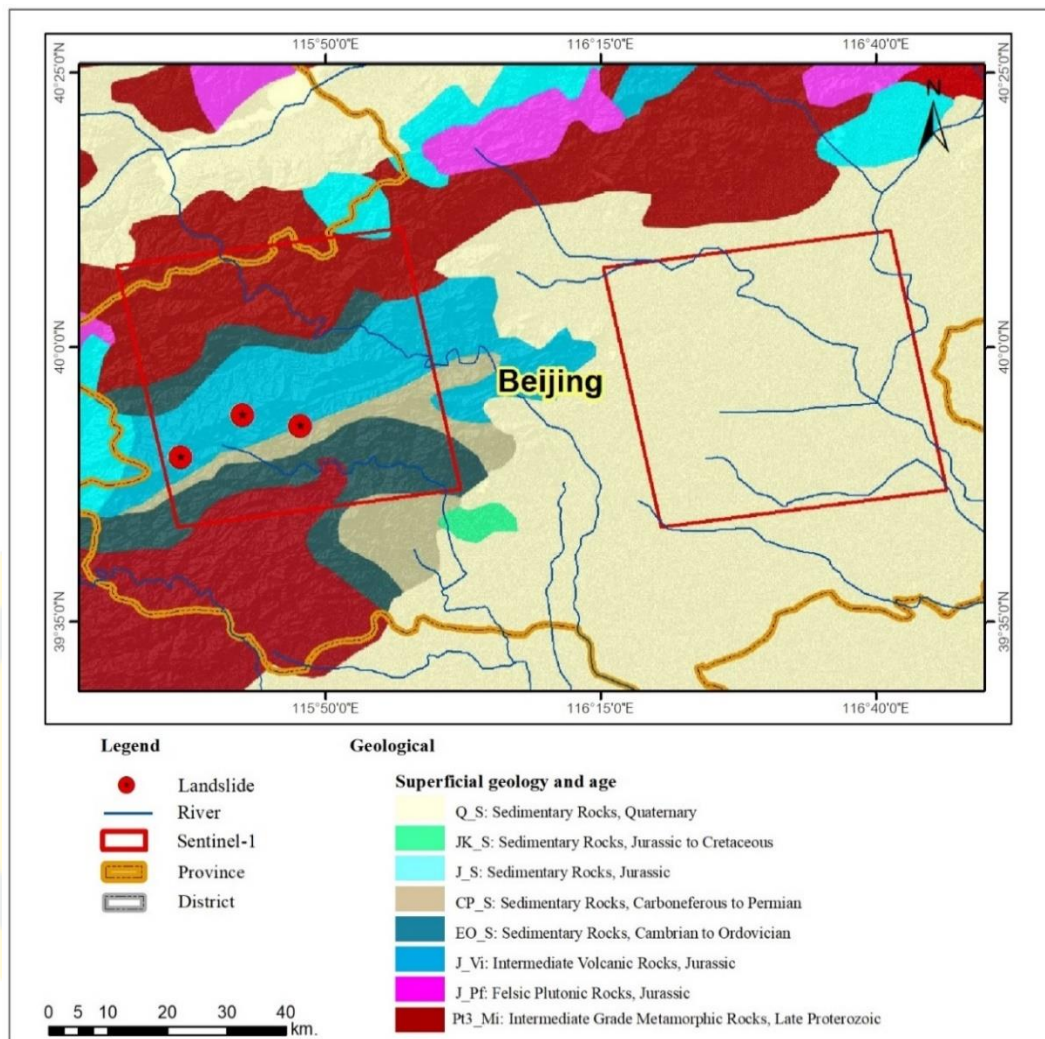 115°50'0"E 116°15'0"E 116°40'0"E
40°25'0"N 40°25'0"N
N
40°0'0"N 40°0'0"N
Beijing
39°35'0"N 39°35'0"N
115°50'0"E 116°15'0"E 116°40'0"E
Legend
Landslide
River
Sentinel-1
Province
District
Geological
Superficial geology and age
Q_S: Sedimentary Rocks, Quaternary
JK_S: Sedimentary Rocks, Jurassic to Cretaceous
J_S: Sedimentary Rocks, Jurassic
CP_S: Sedimentary Rocks, Carboneferous to Permian
EO_S: Sedimentary Rocks, Cambrian to Ordovician
J_Vi: Intermediate Volcanic Rocks, Jurassic
J_Pf: Felsic Plutonic Rocks, Jurassic
Pt3_Mi: Intermediate Grade Metamorphic Rocks, Late Proterozoic
0 5 10 20 30 40
km.